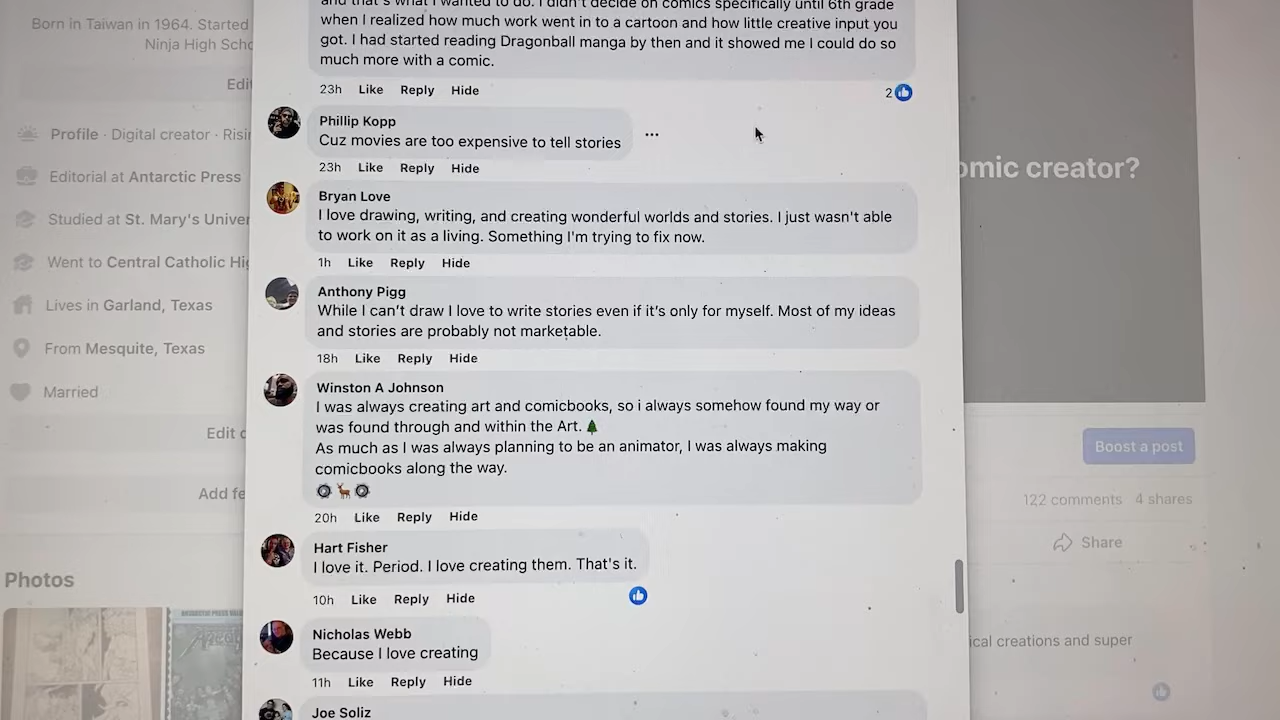 and that's what I wanted to do. I didn't decide on comics specifically until 6th grade
when I realized how much work went in to a cartoon and how little creative input you
got. I had started reading Dragonball manga by then and it showed me I could do so
much more with a comic.
23h Like Reply Hide
2
Phillip Kopp
Cuz movies are too expensive to tell stories
...
23h Like Reply Hide
Bryan Love
I love drawing, writing, and creating wonderful worlds and stories. I just wasn't able
to work on it as a living. Something I'm trying to fix now.
1h Like Reply Hide
Anthony Pigg
While I can't draw I love to write stories even if it's only for myself. Most of my ideas
and stories are probably not marketable.
18h Like Reply Hide
Winston A Johnson
I was always creating art and comicbooks, so i always somehow found my way or
was found through and within the Art. 🌲
As much as I was always planning to be an animator, I was always making
comicbooks along the way.
20h Like Reply Hide
Hart Fisher
I love it. Period. I love creating them. That's it.
10h Like Reply Hide
Nicholas Webb
Because I love creating
11h Like Reply Hide
Joe Soliz
Born in Taiwan in 1964. Started
Ninja High Scho
Edi
Profile · Digital creator · Risi
Editorial at Antarctic Press
Studied at St. Mary's Univer
Went to Central Catholic Hig
Lives in Garland, Texas
From Mesquite, Texas
Married
Edit d
Add fe
Photos
omic creator?
Boost a post
122 comments 4 shares
Share
ical creations and super